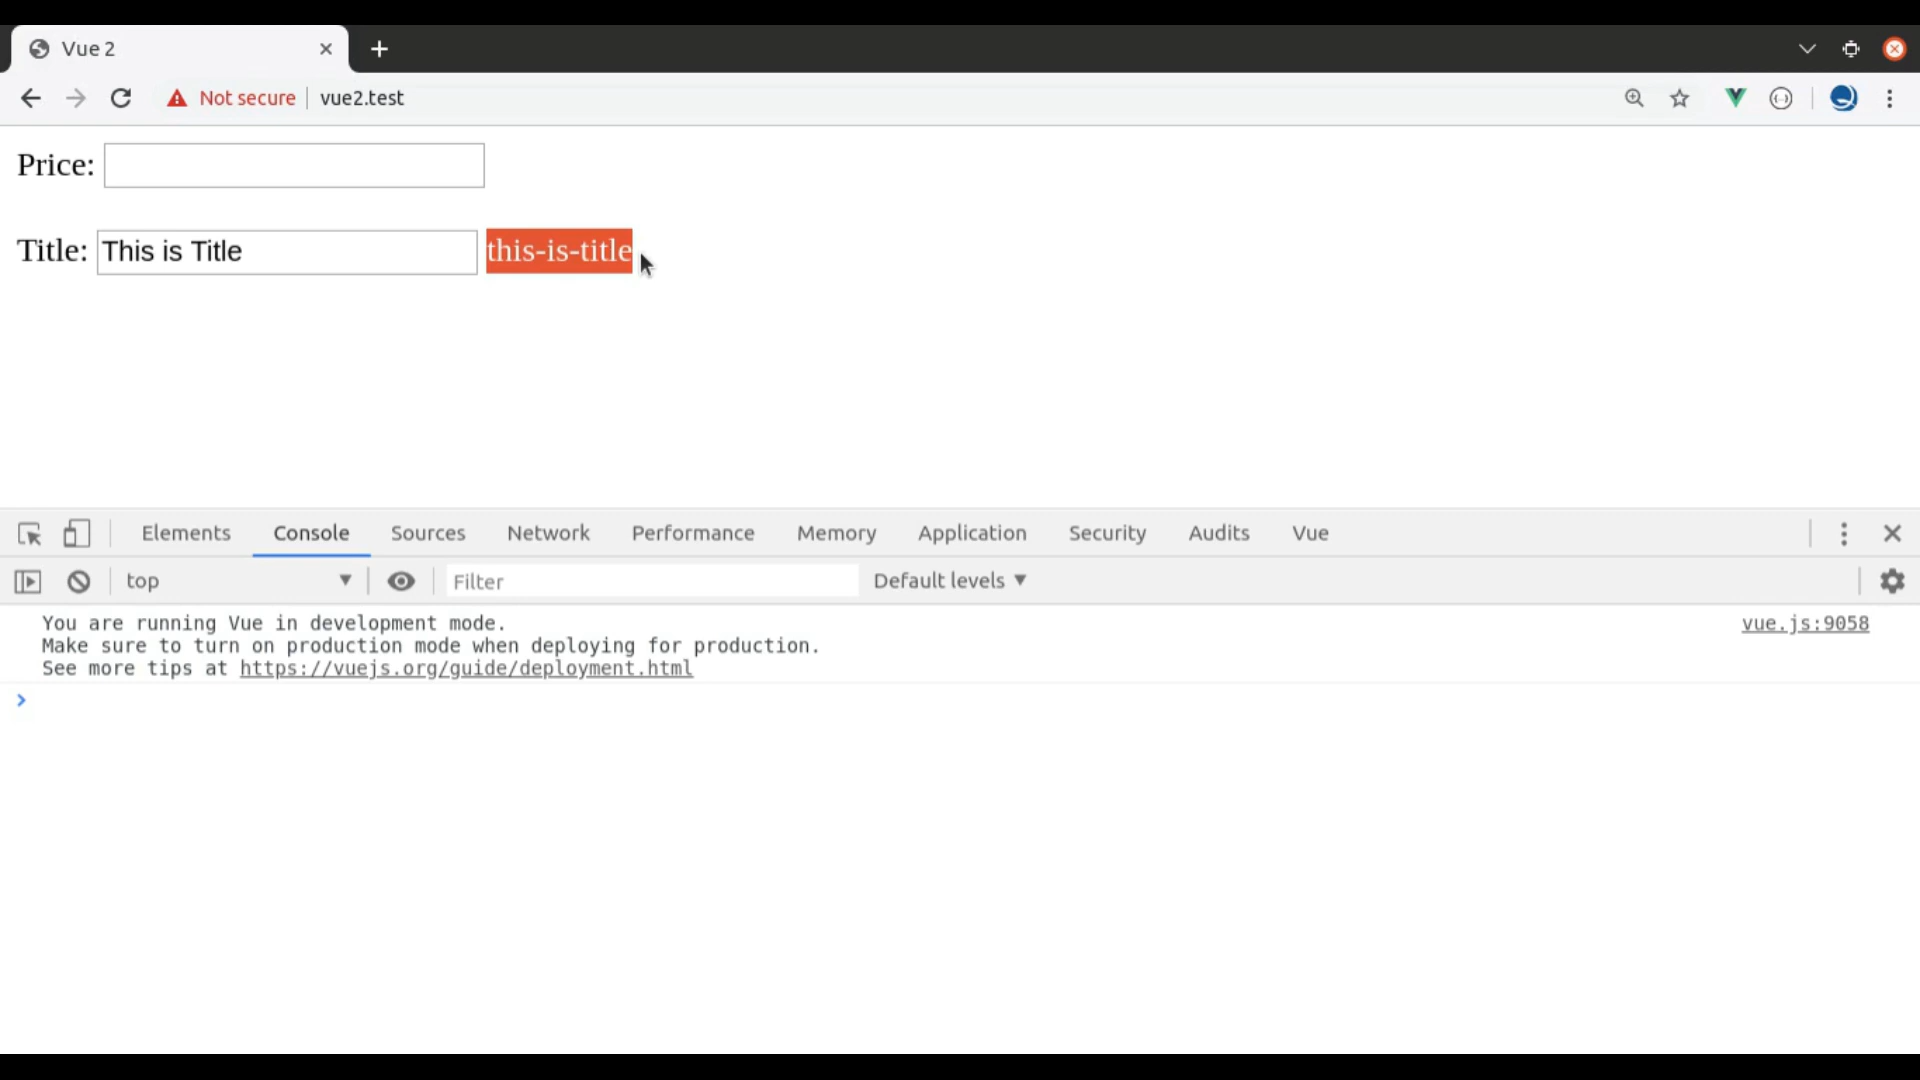 Vue 2
Not secure vue2.test
Price:
Title: This is Title this-is-title
Elements Console Sources Network Performance Memory Application Security Audits Vue
top Filter Default levels
You are running Vue in development mode. vue.js:9058
Make sure to turn on production mode when deploying for production.
See more tips at https://vuejs.org/guide/deployment.html